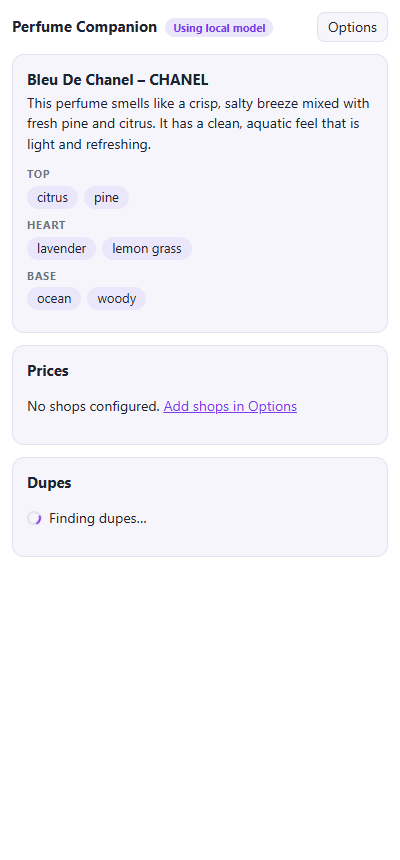 Perfume Companion
Using local model
Options
Bleu De Chanel – CHANEL
This perfume smells like a crisp, salty breeze mixed with
fresh pine and citrus. It has a clean, aquatic feel that is
light and refreshing.
TOP
citrus pine
HEART
lavender lemon grass
BASE
ocean woody
Prices
No shops configured. Add shops in Options
Dupes
Finding dupes...